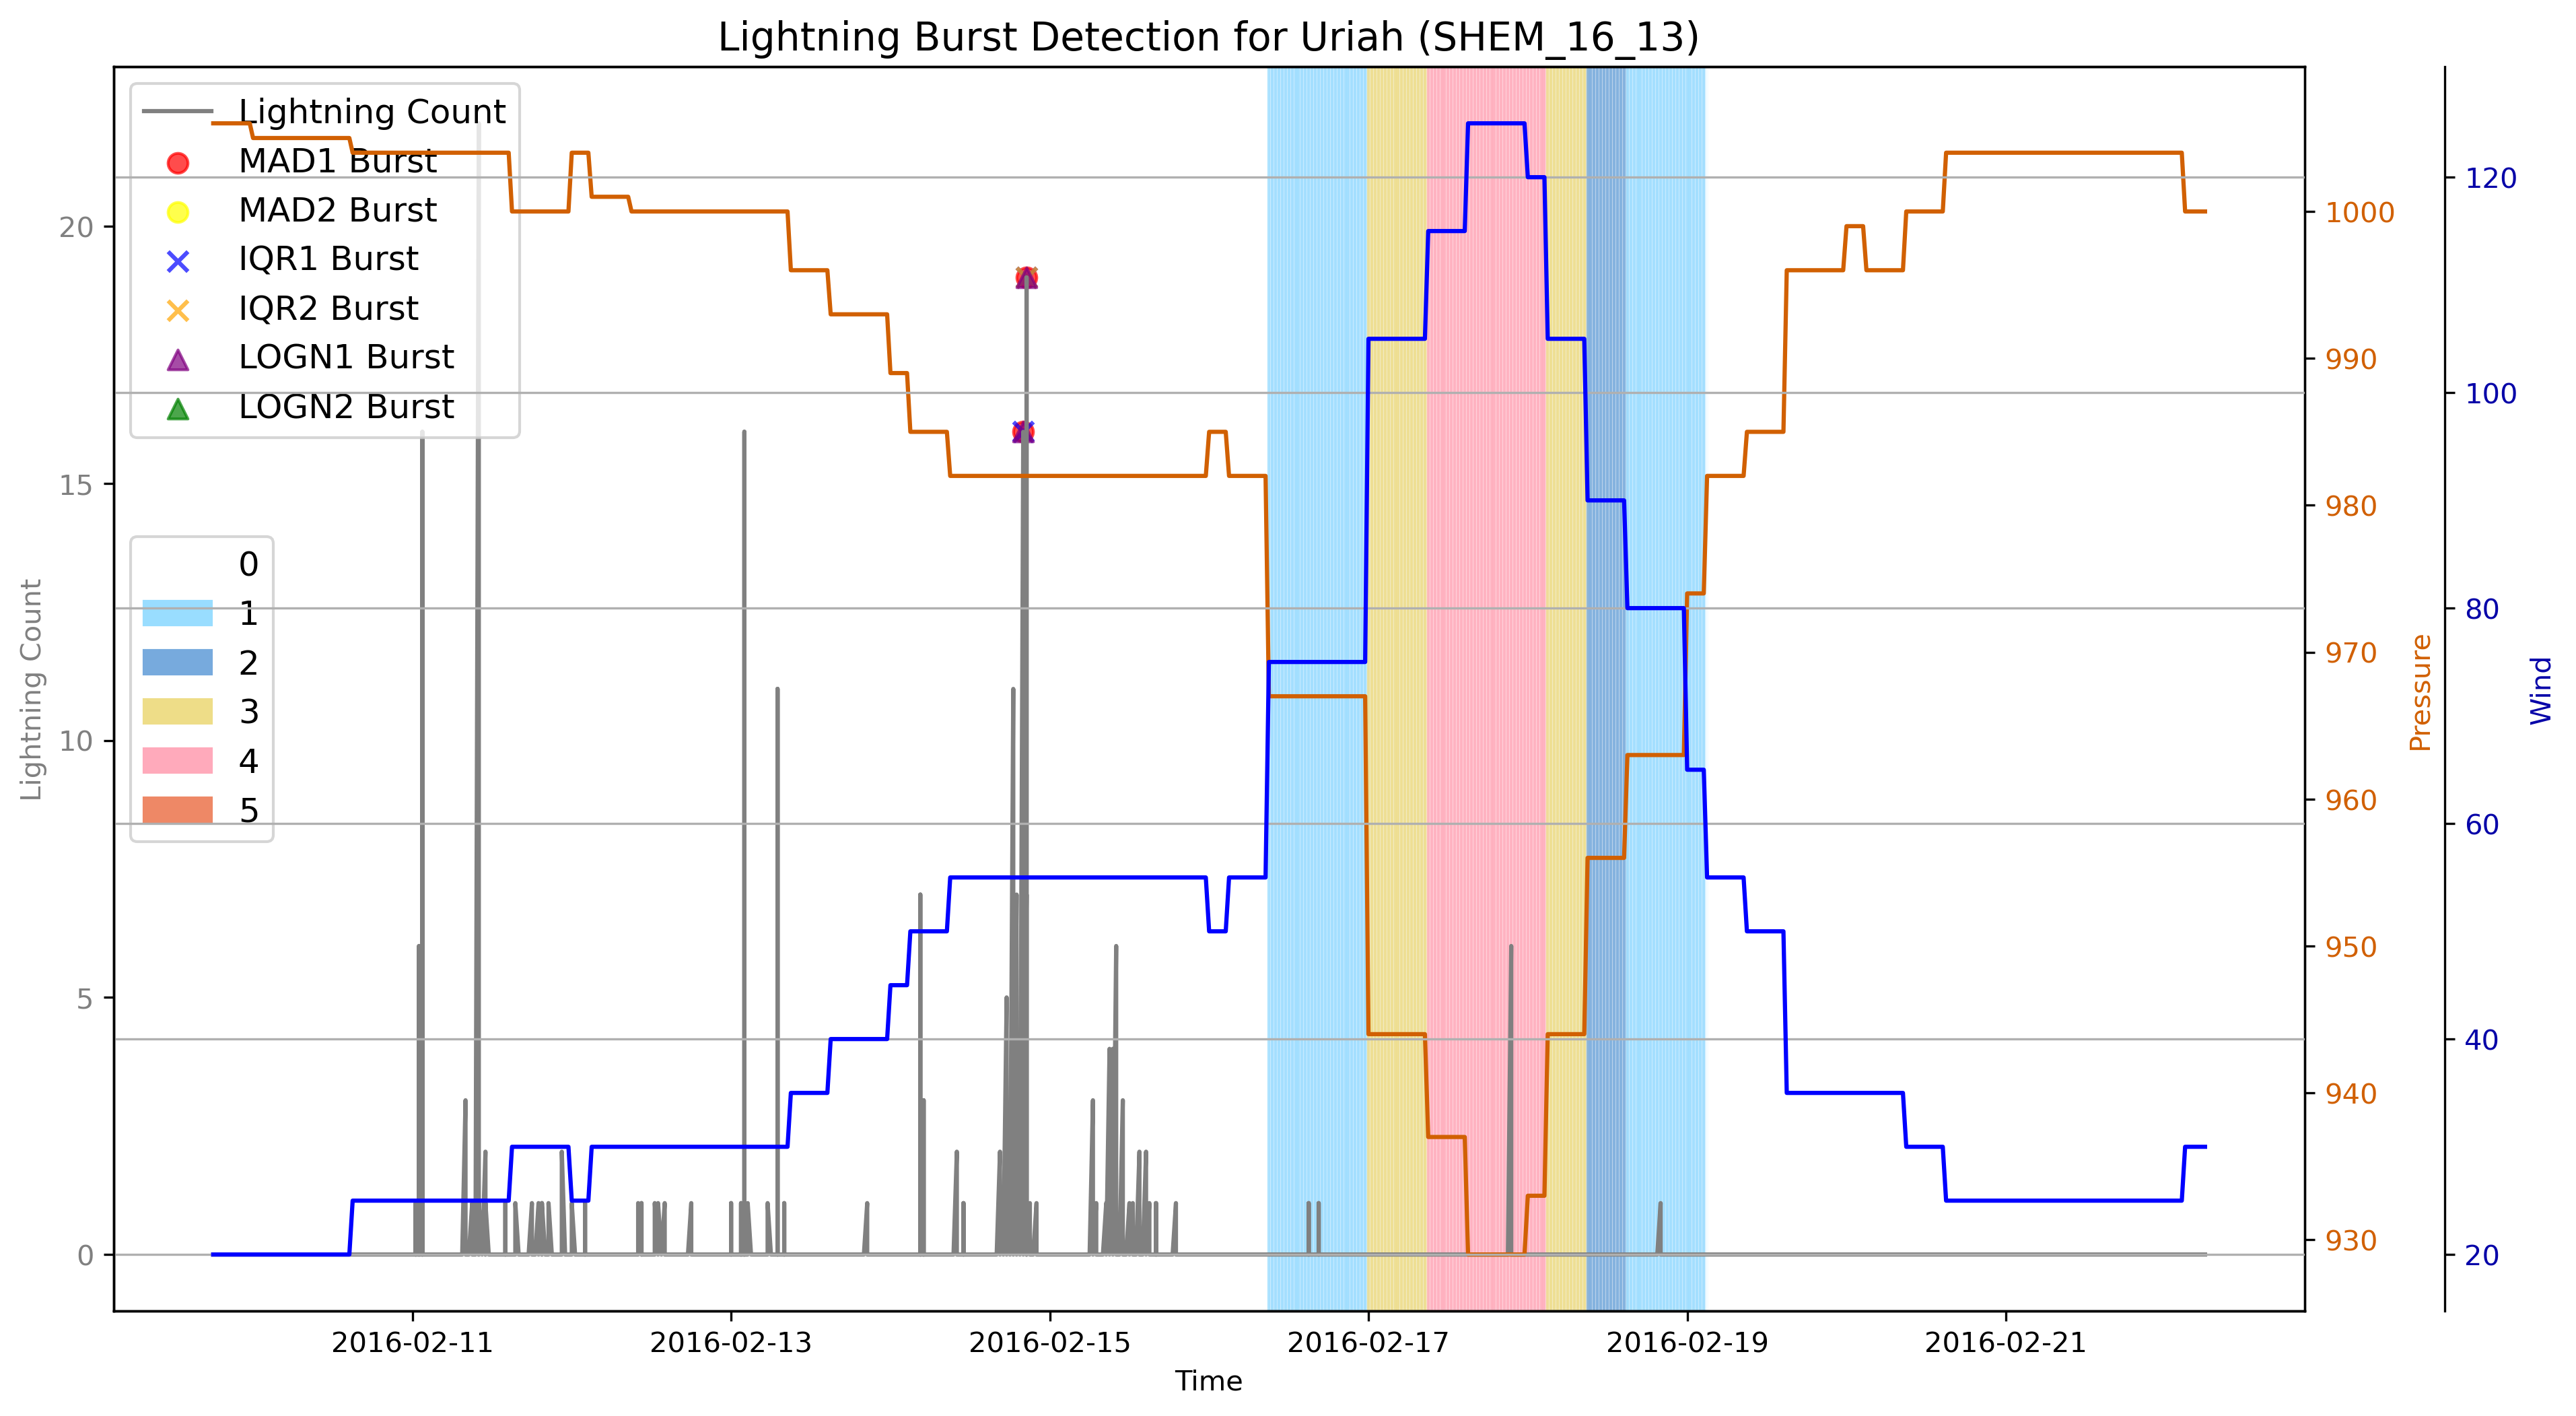 Lightning Burst Detection for Uriah (SHEM_16_13)
Lightning Count
MAD1 Burst
MAD2 Burst
IQR1 Burst
IQR2 Burst
LOGN1 Burst
LOGN2 Burst
0
1
2
3
4
5
Lightning Count
20
15
10
5
0
2016-02-11
2016-02-13
2016-02-15
2016-02-17
2016-02-19
2016-02-21
Time
1000
990
980
970
960
950
940
930
Pressure
120
100
80
60
40
20
Wind